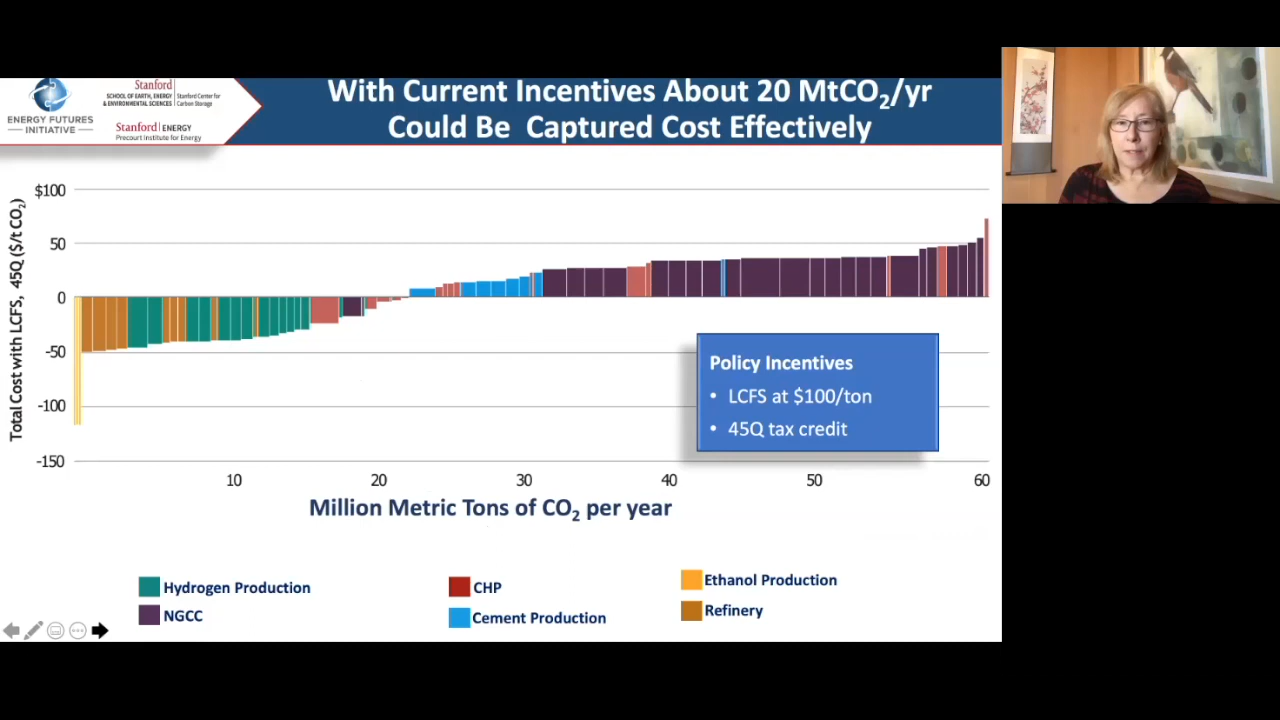 Stanford
SCHOOL OF EARTH, ENERGY
& ENVIRONMENTAL SCIENCES
Stanford Center for
Carbon Storage
ENERGY FUTURES
INITIATIVE
Stanford | ENERGY
Precourt Institute for Energy
With Current Incentives About 20 MtCO₂/yr
Could Be Captured Cost Effectively
Total Cost with LCFS, 45Q ($/t CO₂)
$100
50
0
-50
-100
-150
Policy Incentives
• LCFS at $100/ton
• 45Q tax credit
10
20
30
40
50
60
Million Metric Tons of CO₂ per year
Hydrogen Production
CHP
Ethanol Production
NGCC
Cement Production
Refinery